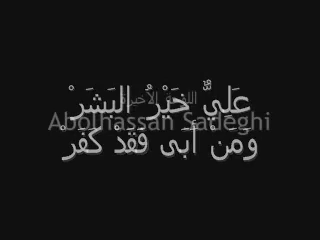 عَلِيٌّ خَيْرُ البَشَرْ
Abolhassan Sadeghi
وَمَنْ أَبَى فَقَدْ كَفَرْ